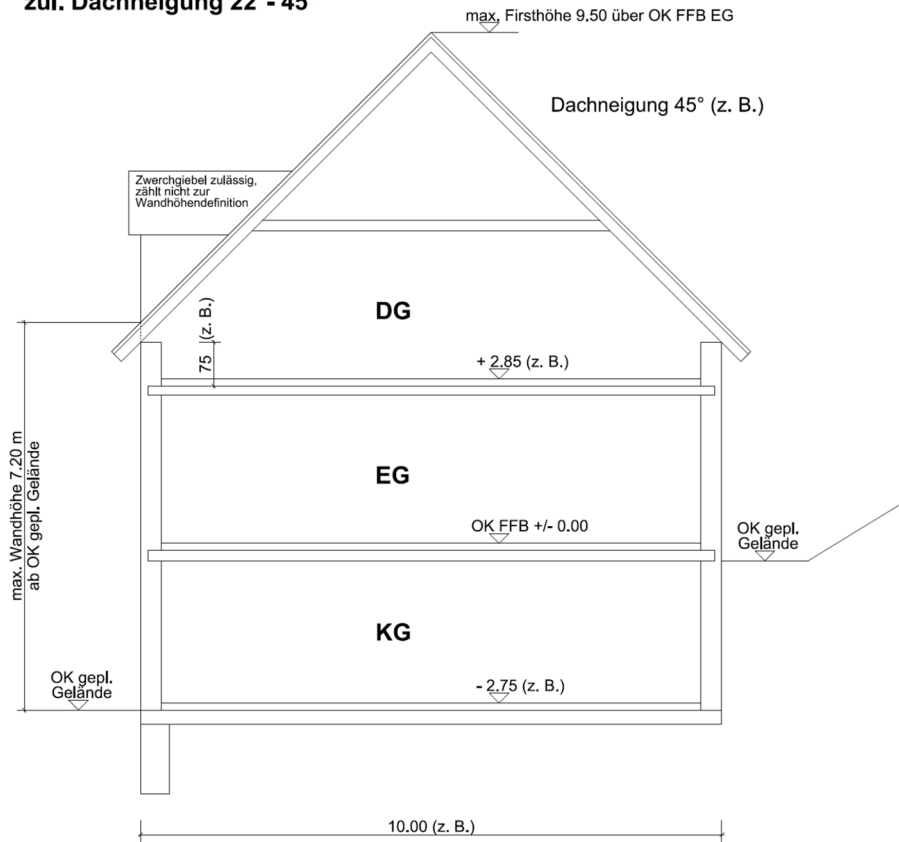 zul. Dachneigung 22°- 45°
max. Firsthöhe 9.50 über OK FFB EG
Dachneigung 45° (z. B.)
Zwerchgiebel zulässig,
zählt nicht zur
Wandhöhendefinition
DG
75 (z. B.)
+ 2.85 (z. B.)
max. Wandhöhe 7.20 m
ab OK gepl. Gelände
EG
OK FFB +/- 0.00
OK gepl.
Gelände
KG
OK gepl.
Gelände
- 2.75 (z. B.)
10.00 (z. B.)